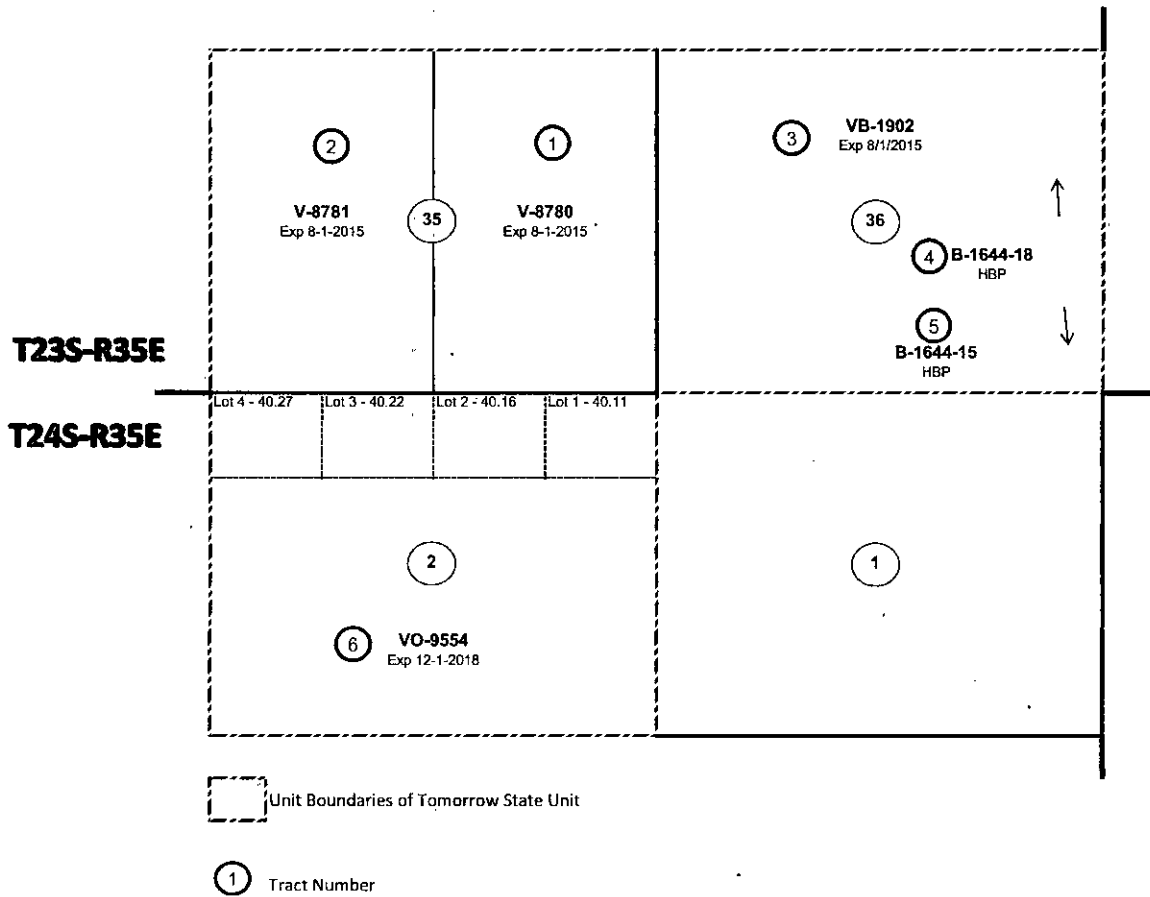 2
1
3
VB-1902
Exp 8/1/2015
V-8781
Exp 8-1-2015
35
V-8780
Exp 8-1-2015
36
4
B-1644-18
HBP
5
B-1644-15
HBP
T23S-R35E
Lot 4 - 40.27
Lot 3 - 40.22
Lot 2 - 40.16
Lot 1 - 40.11
T24S-R35E
2
1
6
VO-9554
Exp 12-1-2018
Unit Boundaries of Tomorrow State Unit
1
Tract Number